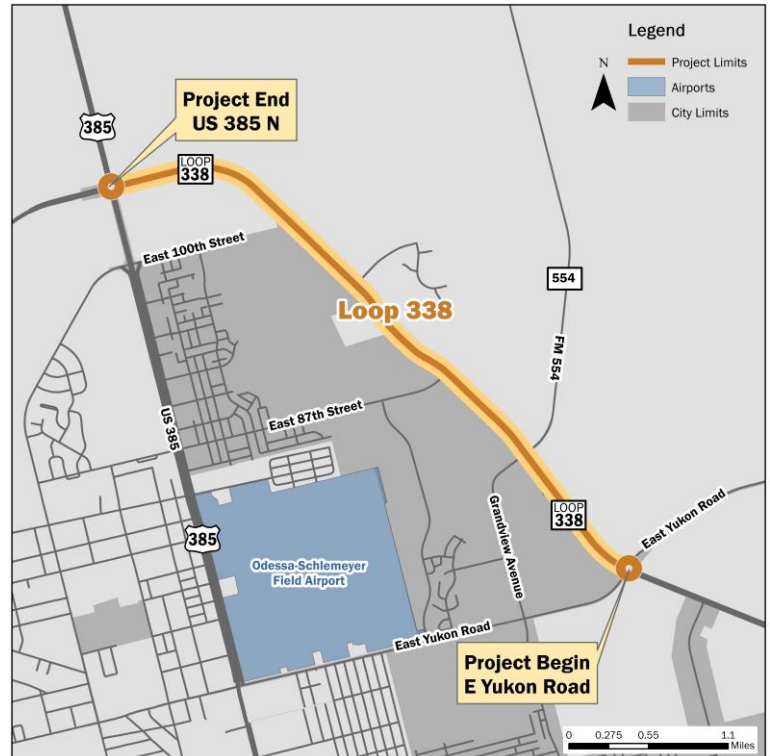 Legend
N
Project Limits
Airports
City Limits
Project End
US 385 N
385
LOOP
338
East 100th Street
554
Loop 338
FM 554
US 385
East 87th Street
LOOP
338
East Yukon Road
385
Grandview Avenue
Odessa-Schlemeyer
Field Airport
East Yukon Road
Project Begin
E Yukon Road
0 0.275 0.55 1.1
Miles